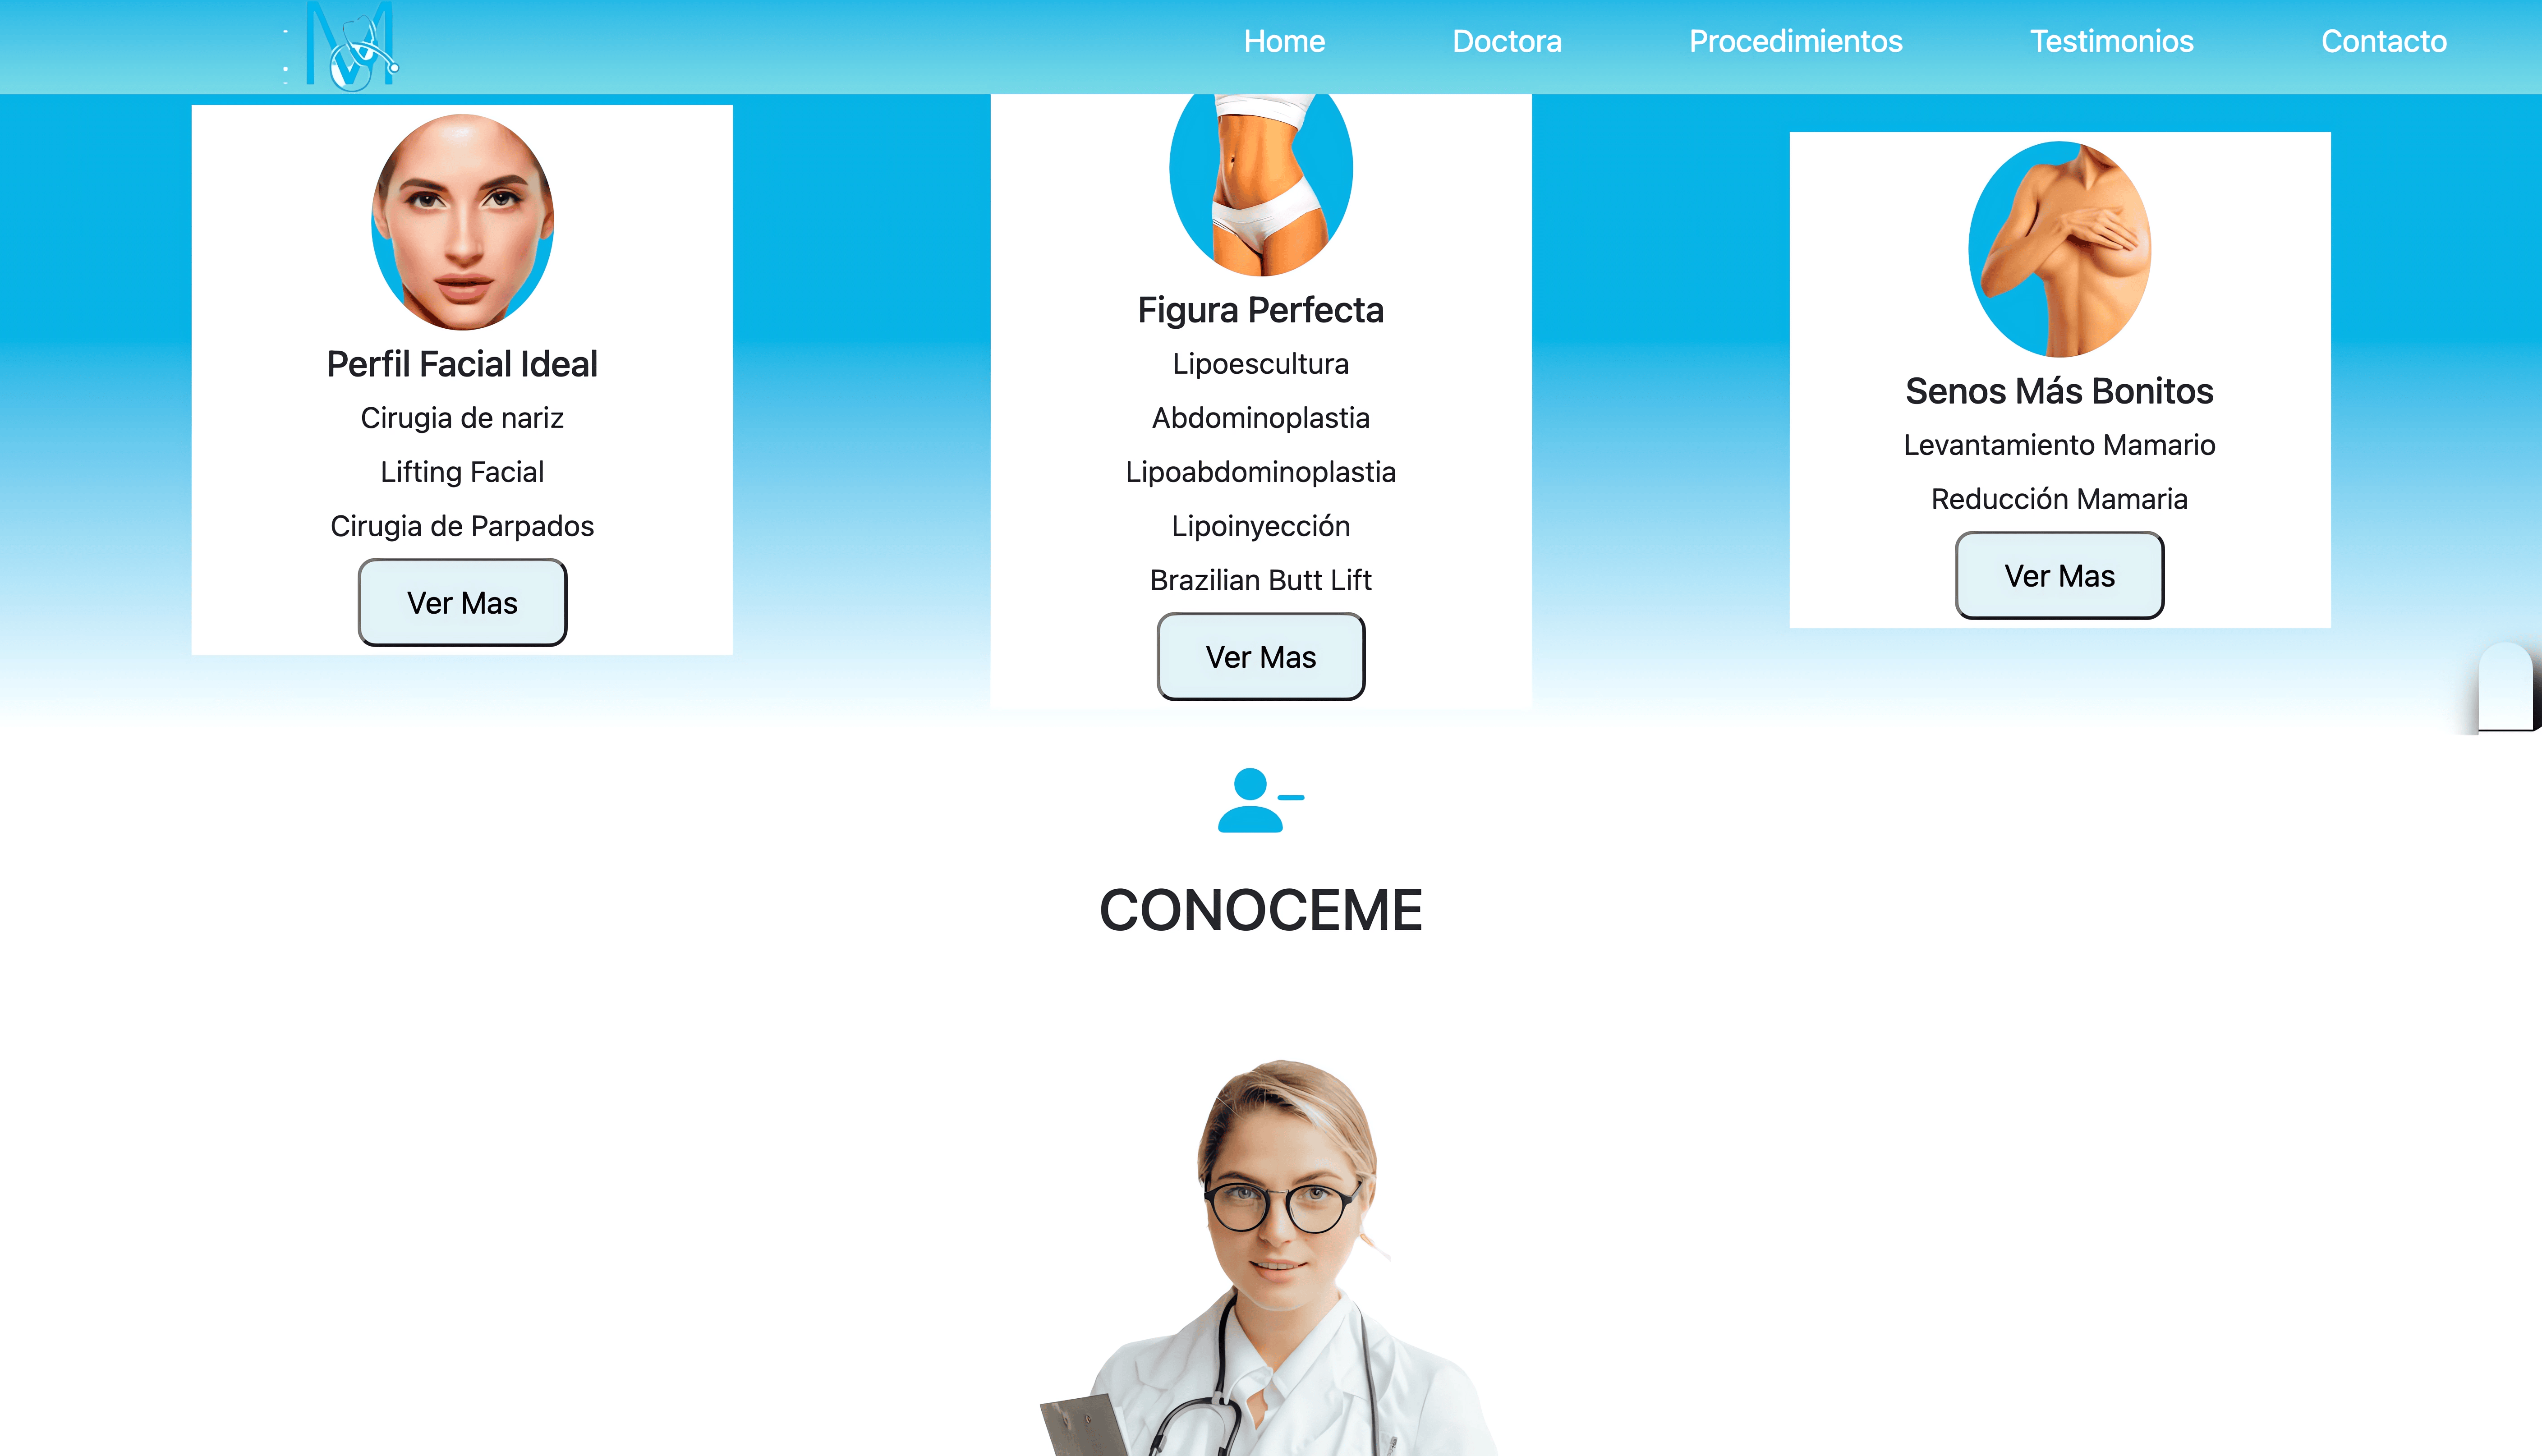 M
Home
Doctora
Procedimientos
Testimonios
Contacto
Perfil Facial Ideal
Cirugia de nariz
Lifting Facial
Cirugia de Parpados
Ver Mas
Figura Perfecta
Lipoescultura
Abdominoplastia
Lipoabdominoplastia
Lipoinyección
Brazilian Butt Lift
Ver Mas
Senos Más Bonitos
Levantamiento Mamario
Reducción Mamaria
Ver Mas
CONOCEME